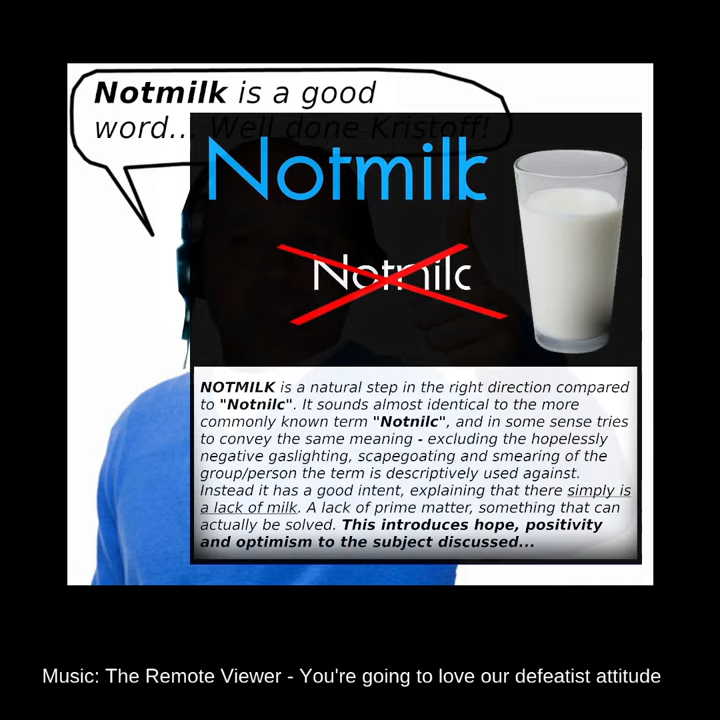 Notmilk is a good
word... Well done Kristoff!
Notmilk
Notnilc
NOTMILK is a natural step in the right direction compared
to "Notnilc". It sounds almost identical to the more
commonly known term "Notnilc", and in some sense tries
to convey the same meaning - excluding the hopelessly
negative gaslighting, scapegoating and smearing of the
group/person the term is descriptively used against.
Instead it has a good intent, explaining that there simply is
a lack of milk. A lack of prime matter, something that can
actually be solved. This introduces hope, positivity
and optimism to the subject discussed...
Music: The Remote Viewer - You're going to love our defeatist attitude